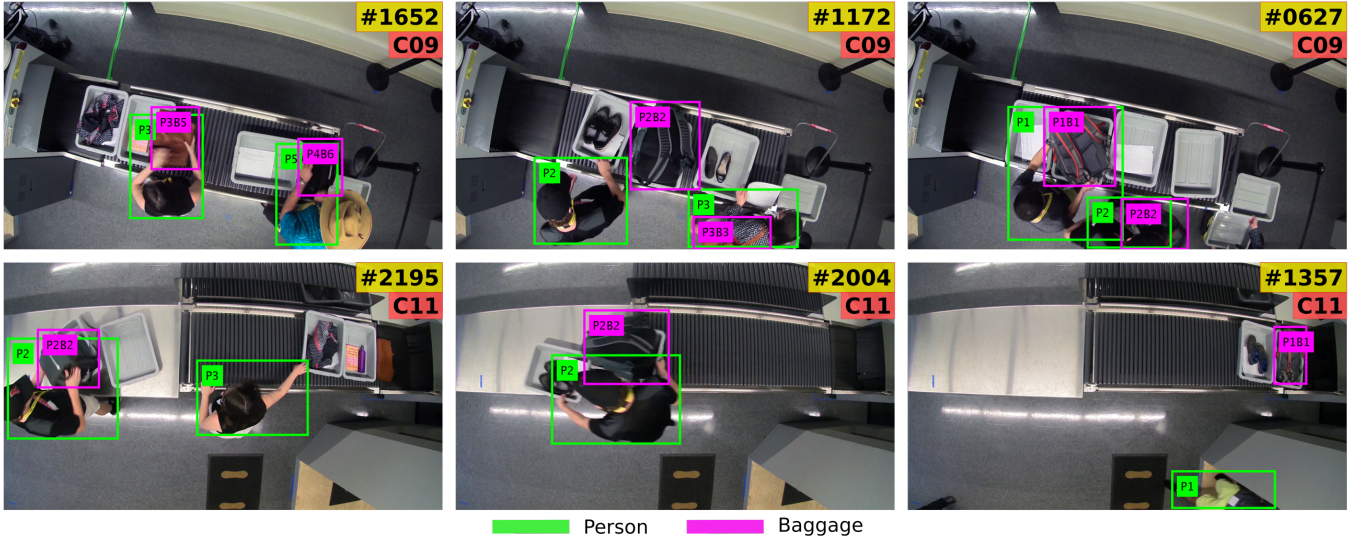 #1652
C09
P3
P3B5
P5
P4B6
#1172
C09
P2B2
P2
P3
P3B3
#0627
C09
P1
P1B1
P2
P2B2
#2195
C11
P2
P2B2
P3
#2004
C11
P2B2
P2
#1357
C11
P1B1
P1
Person
Baggage